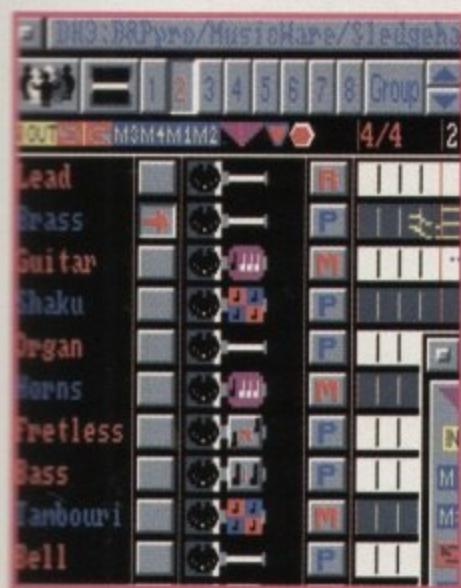 DH3:B&Ppro/MusicWare/Sledgeha
1 2 3 4 5 6 7 8 Group
OUT M3M4M1M2 4/4 2
Lead R
Brass P
Guitar M
Shaku P
Organ P
Horns M
Fretless P
Bass P
Tambouri M
Bell P